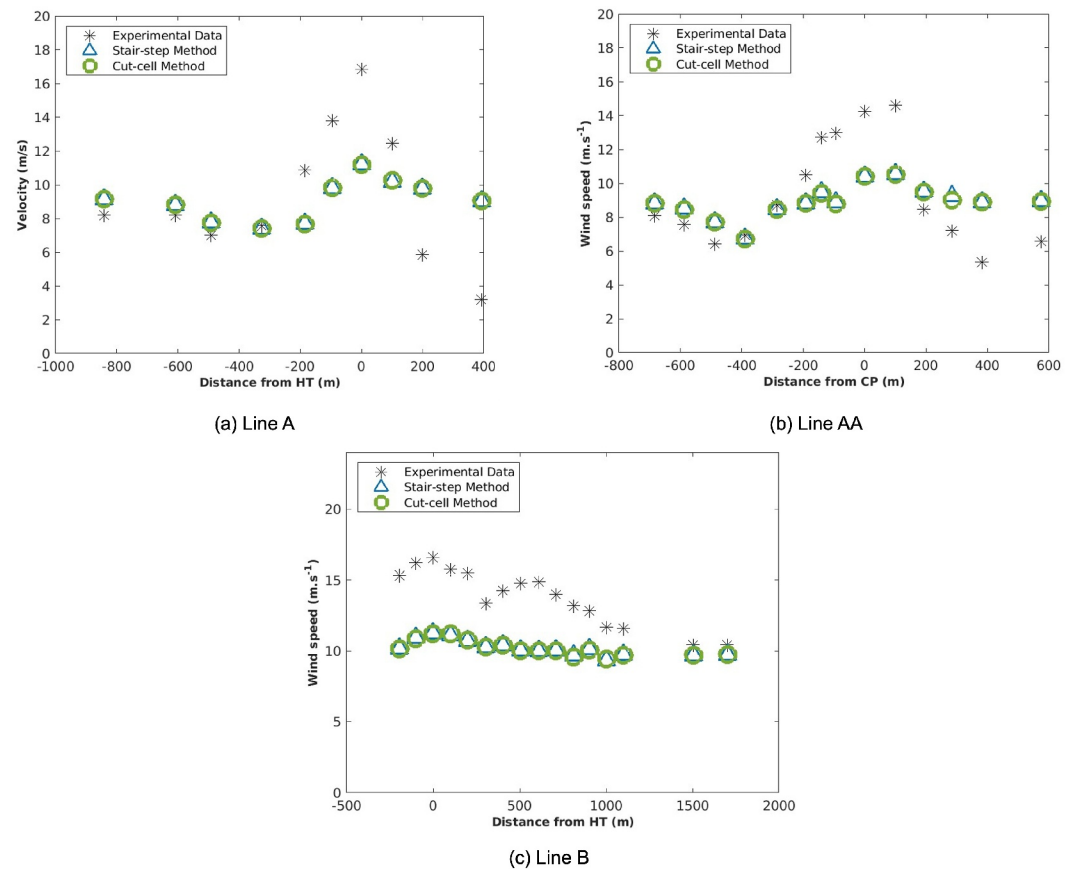 20
18
16
14
12
10
8
6
4
2
0
Velocity (m/s)
Experimental Data
Stair-step Method
Cut-cell Method
-1000 -800 -600 -400 -200 0 200 400
Distance from HT (m)
(a) Line A
20
18
16
14
12
10
8
6
4
2
0
Wind speed (m.s-1)
Experimental Data
Stair-step Method
Cut-cell Method
-800 -600 -400 -200 0 200 400 600
Distance from CP (m)
(b) Line AA
20
15
10
5
0
Wind speed (m.s-1)
Experimental Data
Stair-step Method
Cut-cell Method
-500 0 500 1000 1500 2000
Distance from HT (m)
(c) Line B